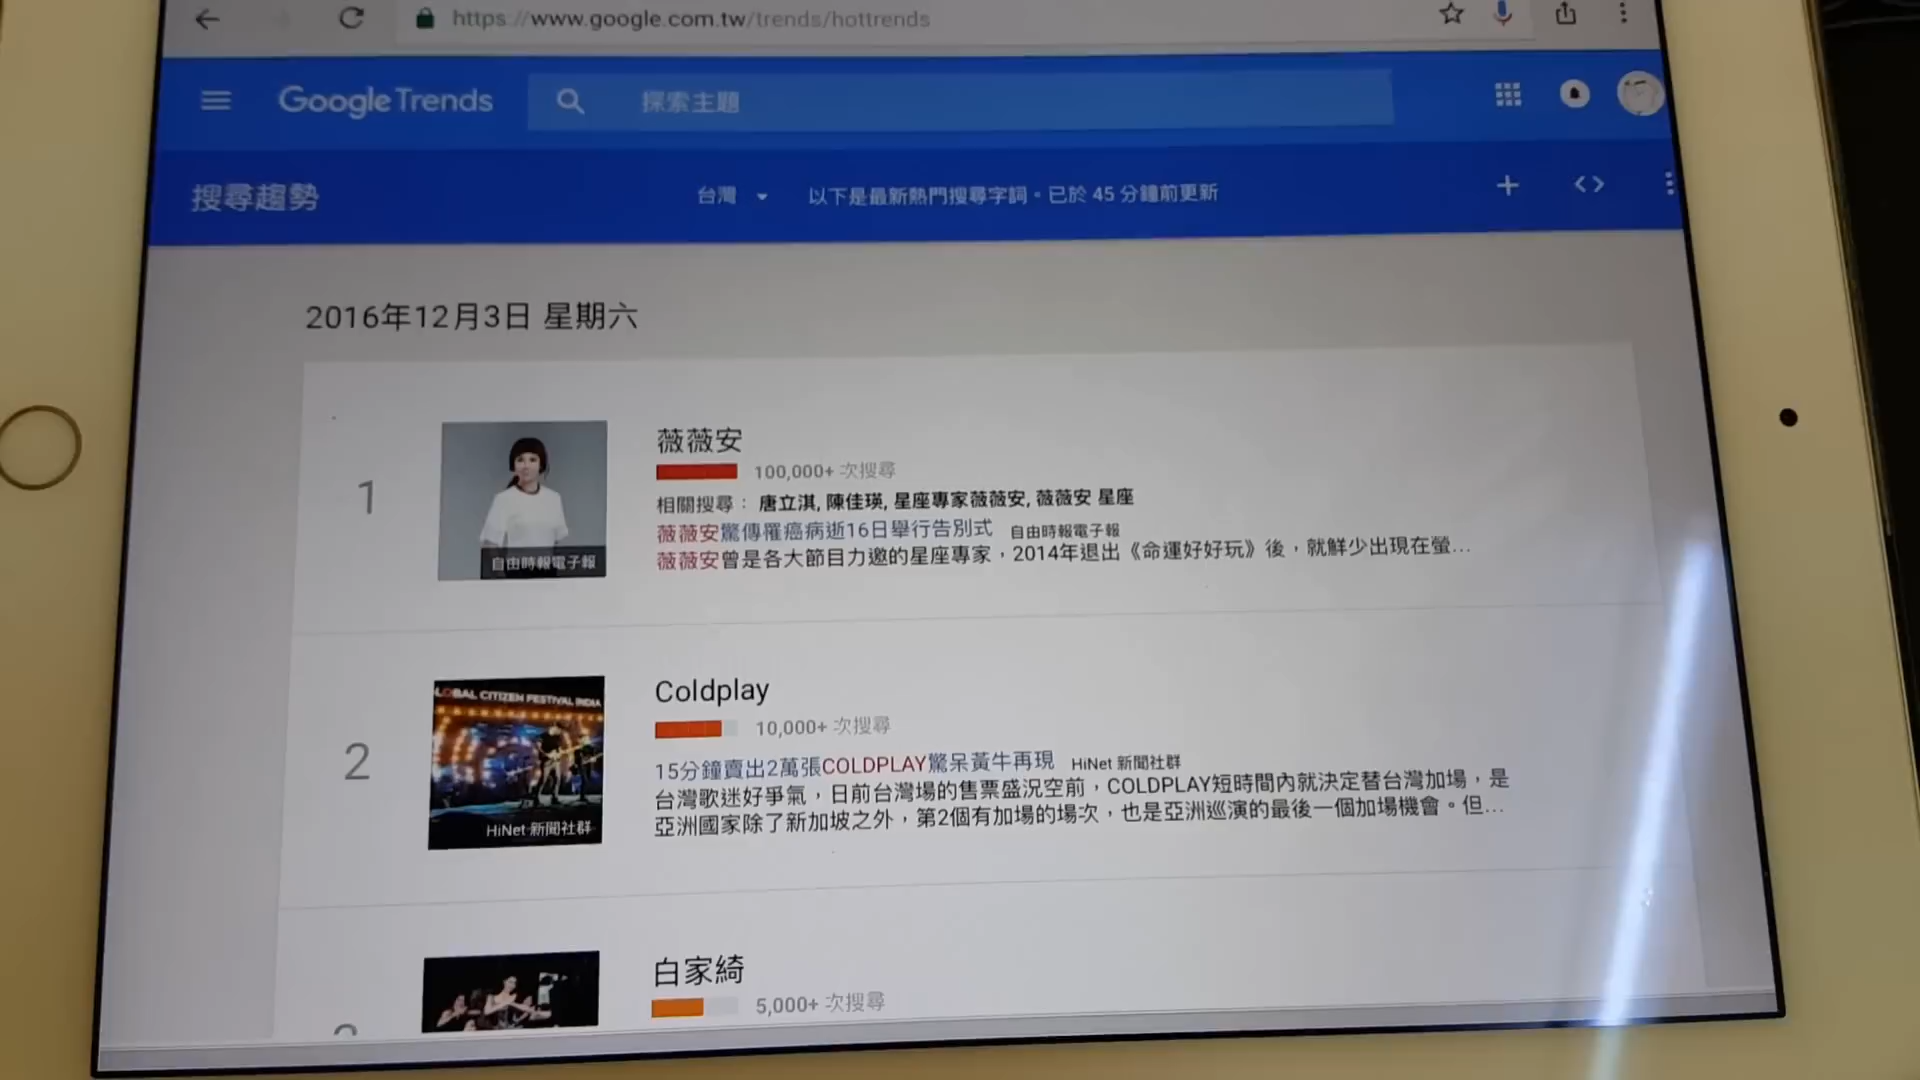 https://www.google.com.tw/trends/hottrends
Google Trends
探索主題
搜尋趨勢
台灣
以下是最新熱門搜尋字詞。已於 45 分鐘前更新
2016年12月3日 星期六
1
自由時報電子報
薇薇安
100,000+ 次搜尋
相關搜尋： 唐立淇, 陳佳瑛, 星座專家薇薇安, 薇薇安 星座
薇薇安驚傳罹癌病逝16日舉行告別式 自由時報電子報
薇薇安曾是各大節目力邀的星座專家，2014年退出《命運好好玩》後，就鮮少出現在螢...
2
GLOBAL CITIZEN FESTIVAL INDIA
HiNet 新聞社群
Coldplay
10,000+ 次搜尋
15分鐘賣出2萬張COLDPLAY驚呆黃牛再現 HiNet 新聞社群
台灣歌迷好爭氣，日前台灣場的售票盛況空前，COLDPLAY短時間內就決定替台灣加場，是
亞洲國家除了新加坡之外，第2個有加場的場次，也是亞洲巡演的最後一個加場機會。但...
白家綺
5,000+ 次搜尋